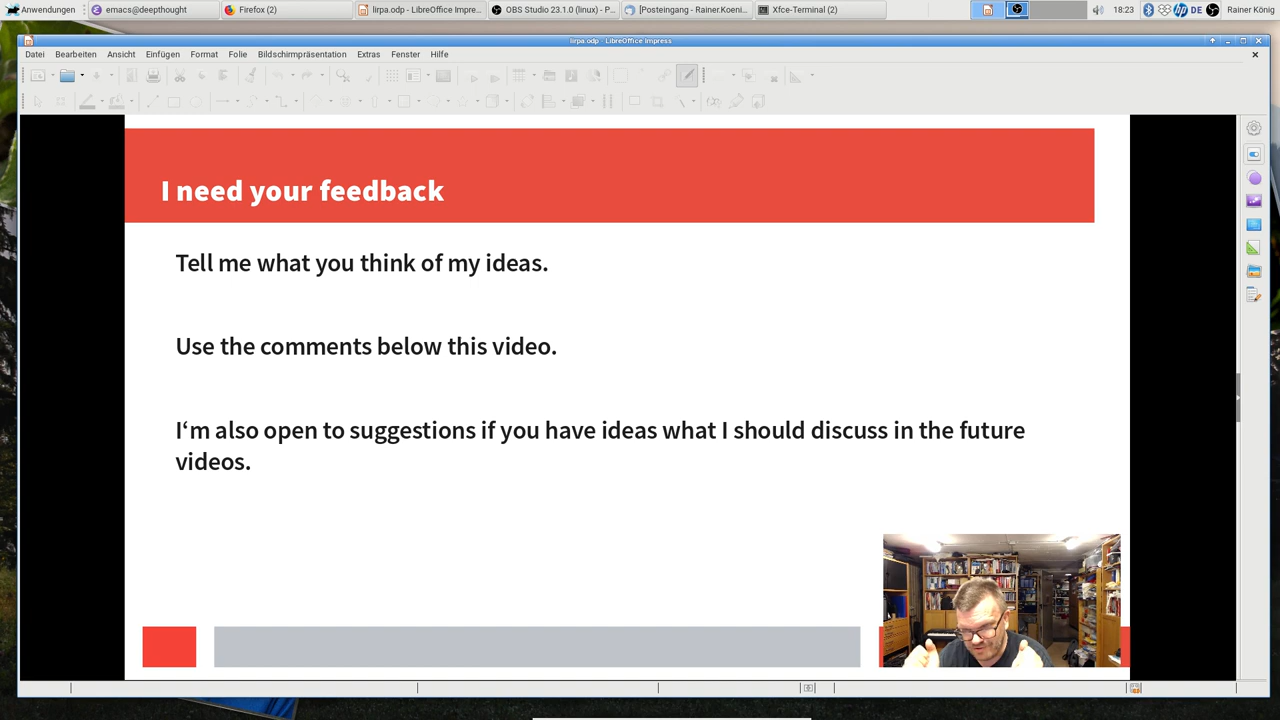 Anwendungen
emacs@deepthought
Firefox (2)
lirpa.odp - LibreOffice Impre...
OBS Studio 23.1.0 (linux) - P...
[Posteingang - Rainer.Koeni...
Xfce-Terminal (2)
18:23
DE
Rainer König
lirpa.odp - LibreOffice Impress
Datei Bearbeiten Ansicht Einfügen Format Folie Bildschirmpräsentation Extras Fenster Hilfe
I need your feedback
Tell me what you think of my ideas.
Use the comments below this video.
I‘m also open to suggestions if you have ideas what I should discuss in the future
videos.